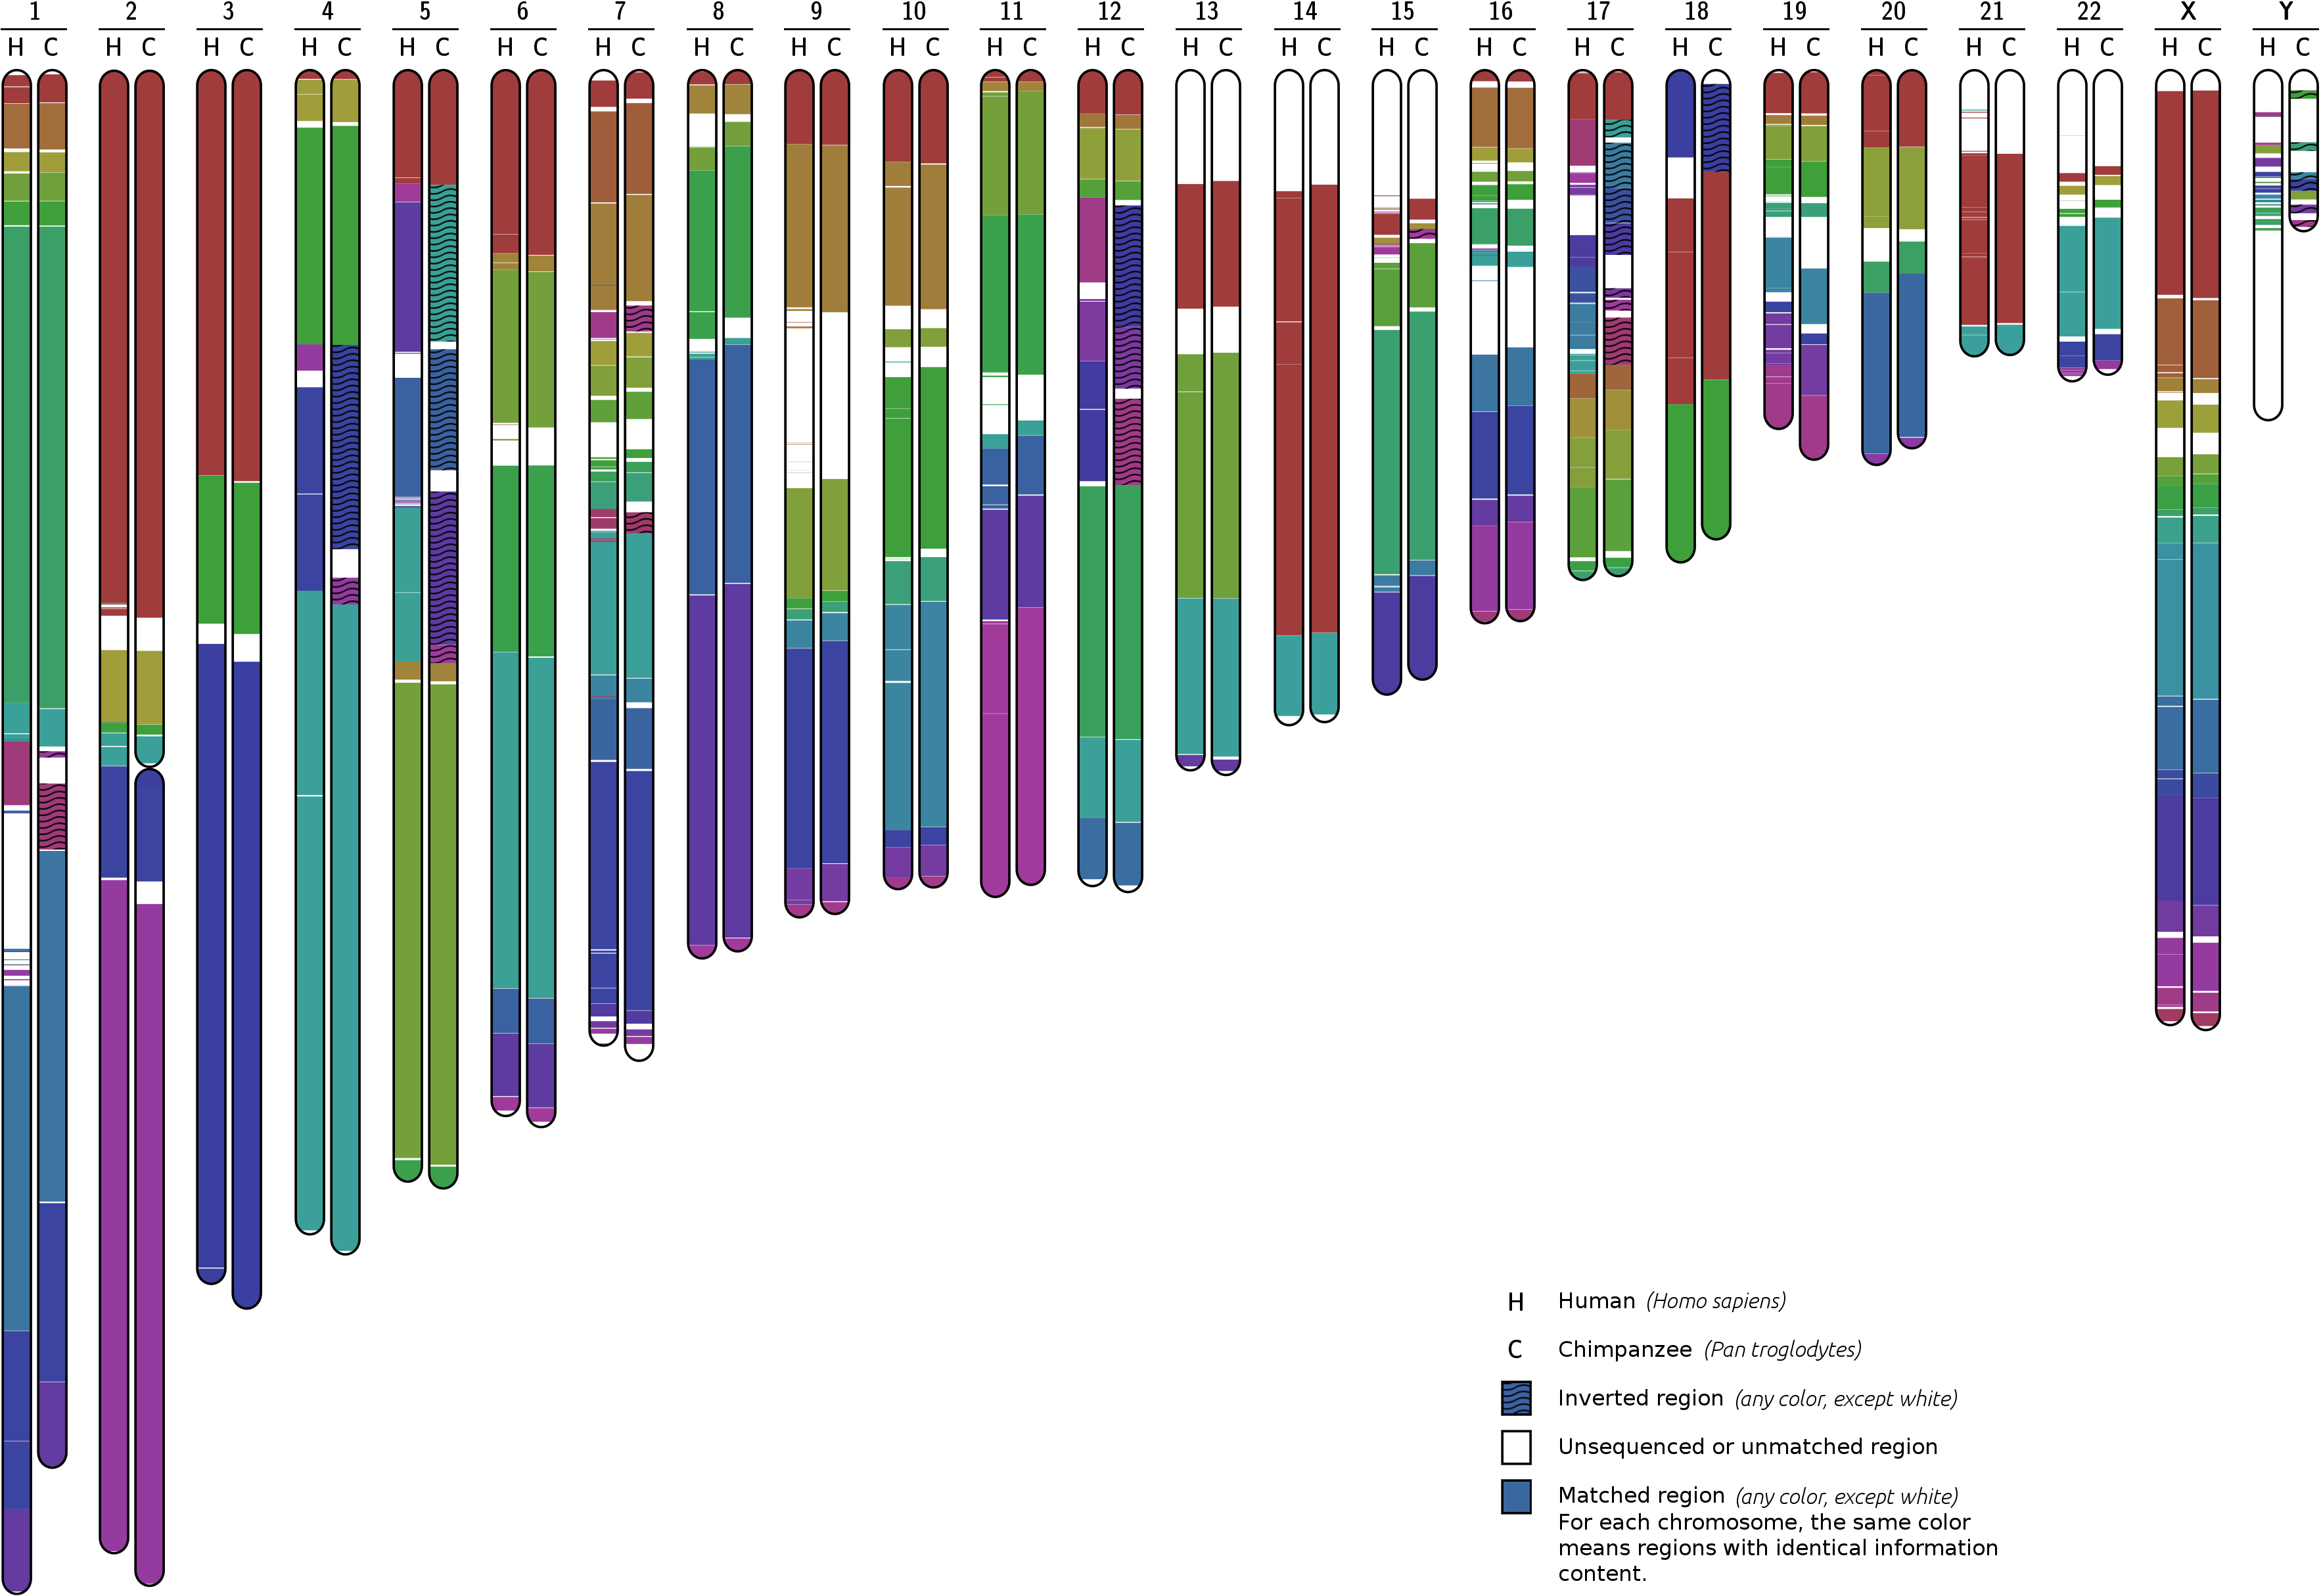 1 2 3 4 5 6 7 8 9 10 11 12 13 14 15 16 17 18 19 20 21 22 X Y
H C H C H C H C H C H C H C H C H C H C H C H C H C H C H C H C H C H C H C H C H C H C H C H C
H Human (Homo sapiens)
C Chimpanzee (Pan troglodytes)
Inverted region (any color, except white)
Unsequenced or unmatched region
Matched region (any color, except white)
For each chromosome, the same color
means regions with identical information
content.